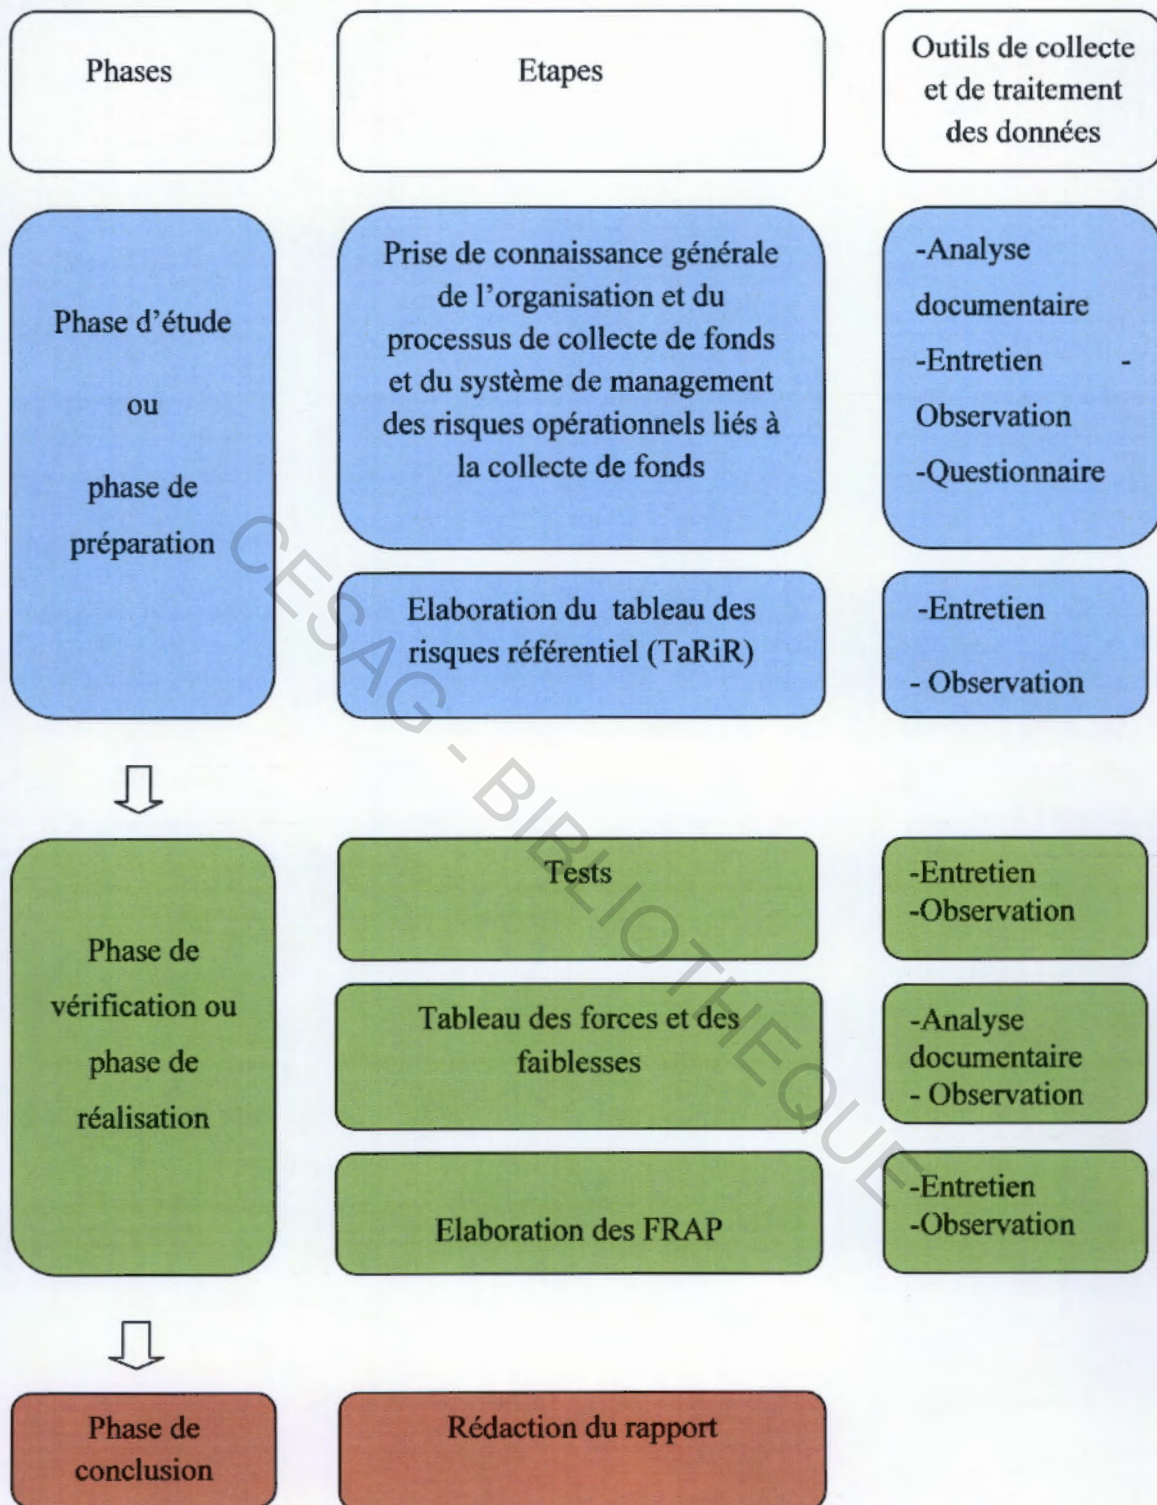 Phases
Etapes
Outils de collecte
et de traitement
des données
Phase d'étude
ou
phase de
préparation
Prise de connaissance générale
de l'organisation et du
processus de collecte de fonds
et du système de management
des risques opérationnels liés à
la collecte de fonds
-Analyse
documentaire
-Entretien -
Observation
-Questionnaire
Elaboration du tableau des
risques référentiel (TaRiR)
-Entretien
- Observation
Phase de
vérification ou
phase de
réalisation
Tests
-Entretien
-Observation
Tableau des forces et des
faiblesses
-Analyse
documentaire
- Observation
Elaboration des FRAP
-Entretien
-Observation
Phase de
conclusion
Rédaction du rapport
CESAG - BIBLIOTHEQUE